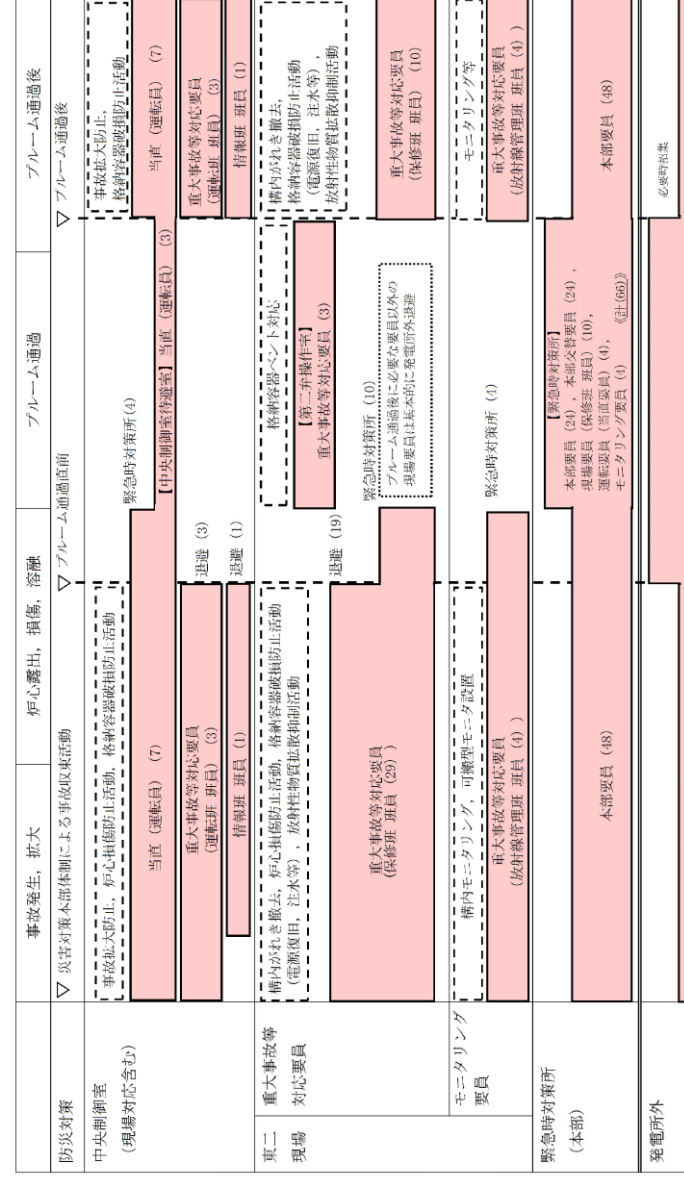 事故発生，拡大
炉心露出，損傷，溶融
プルーム通過
プルーム通過後
防災対策
▽ 災害対策本部体制による事故収束活動
▽ プルーム通過直前
▽ プルーム通過後
中央制御室
(現場対応含む)
事故拡大防止，炉心損傷防止活動，格納容器破損防止活動
事故拡大防止，
格納容器破損防止活動
当直（運転員）（7）
緊急時対策所(4)
【中央制御室待避室】当直（運転員）（3）
当直（運転員）（7）
重大事故等対応要員
（運転班 班員）（3）
退避（3）
重大事故等対応要員
（運転班 班員）（3）
情報班 班員（1）
退避（1）
情報班 班員（1）
東二
現場
重大事故等
対応要員
構内がれき撤去，炉心損傷防止活動，格納容器破損防止活動
（電源復旧，注水等），放射性物質拡散抑制活動
格納容器ベント対応
構内がれき撤去，
格納容器破損防止活動
（電源復旧，注水等），
放射性物質拡散抑制活動
【第二弁操作室】
重大事故等対応要員（3）
退避（19）
重大事故等対応要員
（保修班 班員（29））
緊急時対策所（10）
プルーム通過後に必要な要員以外の
現場要員は基本的に発電所外退避
重大事故等対応要員
（保修班 班員）（10）
モニタリング
要員
構内モニタリング，可搬型モニタ設置
モニタリング等
重大事故等対応要員
（放射線管理班 班員（4））
緊急時対策所（4）
重大事故等対応要員
（放射線管理班 班員（4））
緊急時対策所
(本部)
本部要員（48）
【緊急時対策所】
本部要員（24），本部交替要員（24），
現場要員（保修班 班員）（10），
運転要員（当直要員）（4），
モニタリング要員（4） 《計(66)》
本部要員（48）
発電所外
必要時招集